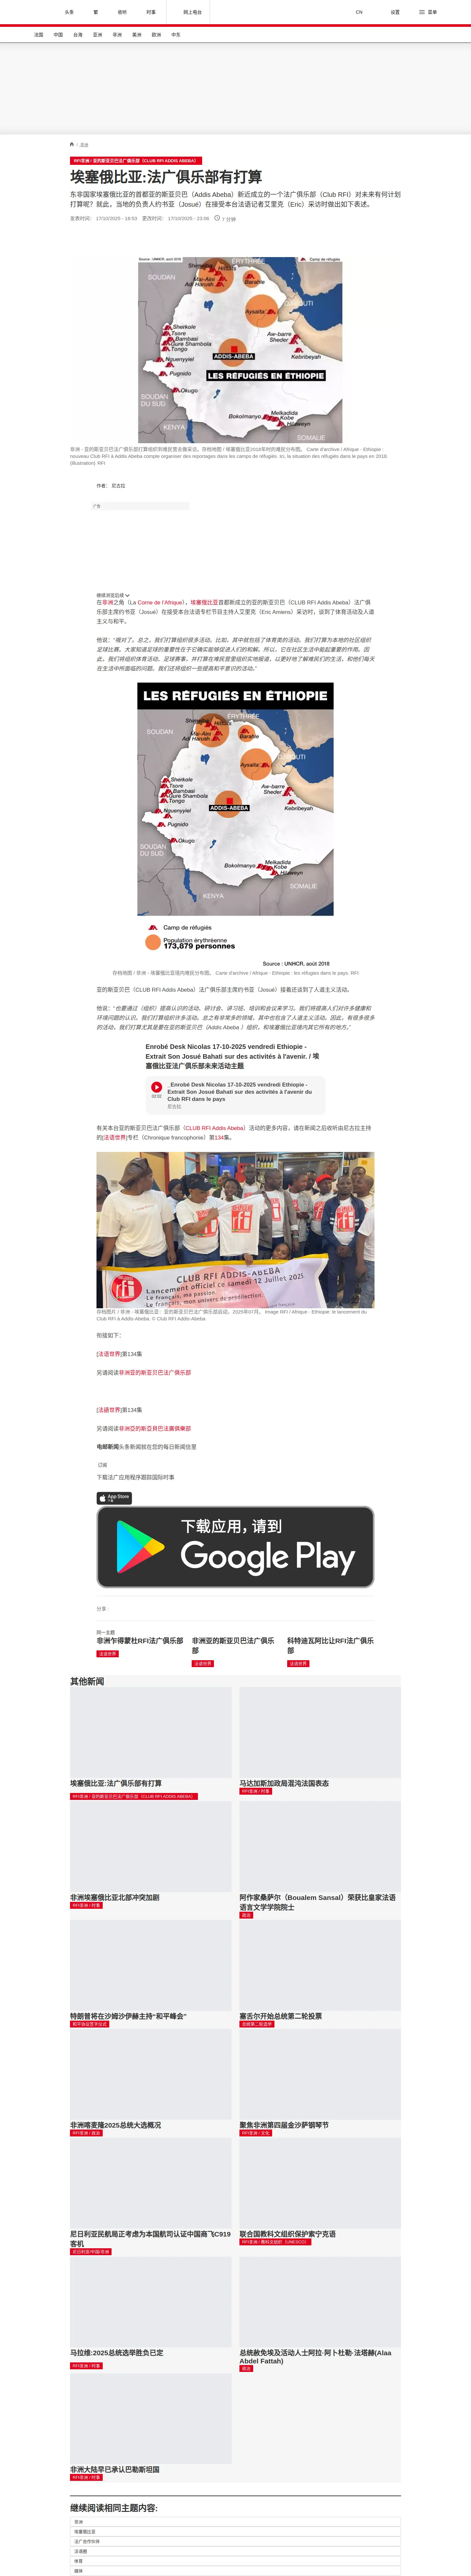 头条
繁
收听
时事
网上电台
CN
设置
菜单
法国
中国
台海
亚洲
非洲
美洲
欧洲
中东
/ 法语
RFI非洲 / 亚的斯亚贝巴法广俱乐部（CLUB RFI ADDIS ABEBA）
埃塞俄比亚:法广俱乐部有打算
东非国家埃塞俄比亚的首都亚的斯亚贝巴（Addis Abeba）新近成立的一个法广俱乐部（Club RFI）对未来有何计划打算呢？就此，当地的负责人约书亚（Josué）在接受本台法语记者艾里克（Eric）采访时做出如下表述。
发表时间： 17/10/2025 - 18:53 更改时间： 17/10/2025 - 23:06
7 分钟
Source : UNHCR, août 2018
Camp de réfugiés
SOUDAN
ÉRYTHRÉE
Shimelba
Hitsats
Mai-Aini
Adi Harush
Barahle
Aysaita
Sherkole
Tsore
Bambasi
Gure Shombola
Tongo
Nguenyyiel
Pugnido
Okugo
ADDIS-ABEBA
Aw-barre
Sheder
Kebribeyah
LES RÉFUGIÉS EN ÉTHIOPIE
SOUDAN
DU SUD
Bokolmanyo
Melkadida
Kobe
Hilaweyn
KENYA
SOMALIE
非洲 - 亚的斯亚贝巴法广俱乐部打算组织到难民营去做采访。存档地图 / 埃塞俄比亚2018年时的难民分布图。 Carte d'archive / Afrique - Ethiopie : nouveau Club RFI à Addis Abeba compte organiser des reportages dans les camps de réfugiés. Ici, la situation des réfugiés dans le pays en 2018. (Illustration) RFI
作者： 尼古拉
广告
继续浏览后续
在非洲之角（La Corne de l'Afrique），埃塞俄比亚首都新成立的亚的斯亚贝巴（CLUB RFI Addis Abeba）法广俱乐部主席约书亚（Josué）在接受本台法语专栏节目主持人艾里克（Eric Amiens）采访时，谈到了体育活动及人道主义与和平。
他说："哦对了。总之，我们打算组织很多活动。比如，其中就包括了体育类的活动。我们打算为本地的社区组织足球比赛。大家知道足球的重要性在于它确实能够促进人们的和解。所以，它在社区生活中能起重要的作用。因此，我们将组织体育活动、足球赛事，并打算在难民营里组织实地报道，以更好地了解难民们的生活，和他们每天在生活中所面临的问题。我们还将组织一些提高和平意识的活动。"
LES RÉFUGIÉS EN ÉTHIOPIE
ÉRYTHRÉE
SOUDAN
Shimelba
Hitsats
Mai-Aini
Adi Harush
Barahle
Aysaita
Sherkole
Tsore
Bambasi
Gure Shambola
Tongo
Nguenyyiel
Pugnido
Okugo
ADDIS-ABEBA
Aw-barre
Sheder
Kebribeyah
SOUDAN
DU SUD
Bokolmanyo
Melkadida
Kobe
Hilaweyn
KENYA
SOMALIE
Camp de réfugiés
Population érythréenne
173,879 personnes
Source : UNHCR, août 2018
存档地图 / 非洲 - 埃塞俄比亚境内难民分布图。 Carte d'archive / Afrique - Ethiopie : les réfugiés dans le pays. RFI
亚的斯亚贝巴（CLUB RFI Addis Abeba）法广俱乐部主席约书亚（Josué）接着还谈到了人道主义活动。
他说："也要通过（组织）提高认识的活动、研讨会、讲习班、培训和会议来学习。我们将提高人们对许多健康和环境问题的认识。我们打算组织许多活动。总之有非常多的领域，其中也包含了人道主义活动。因此，有很多很多的活动。我们打算尤其是要在亚的斯亚贝巴（Addis Abeba ）组织，和埃塞俄比亚境内其它所有的地方。"
Enrobé Desk Nicolas 17-10-2025 vendredi Ethiopie - Extrait Son Josué Bahati sur des activités à l'avenir. / 埃塞俄比亚法广俱乐部未来活动主题
02:02
_Enrobé Desk Nicolas 17-10-2025 vendredi Ethiopie - Extrait Son Josué Bahati sur des activités à l'avenir du Club RFI dans le pays
尼古拉
有关本台亚的斯亚贝巴法广俱乐部（CLUB RFI Addis Abeba）活动的更多内容，请在新闻之后收听由尼古拉主持的[法语世界]专栏（Chronique francophonie）第134集。
CLUB RFI ADDIS-ABEBA
Lancement officiel ce samedi 12 Juillet 2025
存档图片 / 非洲 - 埃塞俄比亚：亚的斯亚贝巴法广俱乐部启动。2025年07月。 Image RFI / Afrique - Ethiopie: le lancement du Club RFI à Addis-Abeba. © Club RFI Addis-Abeba
衔接如下：
[法语世界]第134集
另请阅读非洲亚的斯亚贝巴法广俱乐部
[法語世界]第134集
另请阅读非洲亞的斯亞貝巴法廣俱樂部
电邮新闻头条新闻就在您的每日新闻信里
订阅
下载法广应用程序跟踪国际时事
App Store
下载应用，请到
Google Play
分享 :
同一主题
非洲乍得蒙杜RFI法广俱乐部
法语世界
非洲亚的斯亚贝巴法广俱乐部
法语世界
科特迪瓦阿比让RFI法广俱乐部
法语世界
其他新闻
埃塞俄比亚:法广俱乐部有打算
RFI非洲 / 亚的斯亚贝巴法广俱乐部（CLUB RFI ADDIS ABEBA）
马达加斯加政局混沌法国表态
RFI非洲 / 时事
非洲埃塞俄比亚北部冲突加剧
RFI非洲 / 时事
阿作家桑萨尔（Boualem Sansal）荣获比皇家法语语言文学学院院士
政治
特朗普将在沙姆沙伊赫主持“和平峰会”
和平协议签字仪式
塞舌尔开始总统第二轮投票
总统第二轮选举
非洲喀麦隆2025总统大选概况
RFI非洲 / 政治
聚焦非洲第四届金沙萨钢琴节
RFI非洲 / 文化
尼日利亚民航局正考虑为本国航司认证中国商飞C919客机
尼日利亚/中国/非洲
联合国教科文组织保护索宁克语
RFI非洲 / 教科文组织（UNESCO）
马拉维:2025总统选举胜负已定
RFI非洲 / 时事
总统赦免埃及活动人士阿拉·阿卜杜勒·法塔赫(Alaa Abdel Fattah)
政治
非洲大陆早已承认巴勒斯坦国
RFI非洲 / 时事
继续阅读相同主题内容:
非洲
埃塞俄比亚
法广合作伙伴
法语圈
体育
媒体